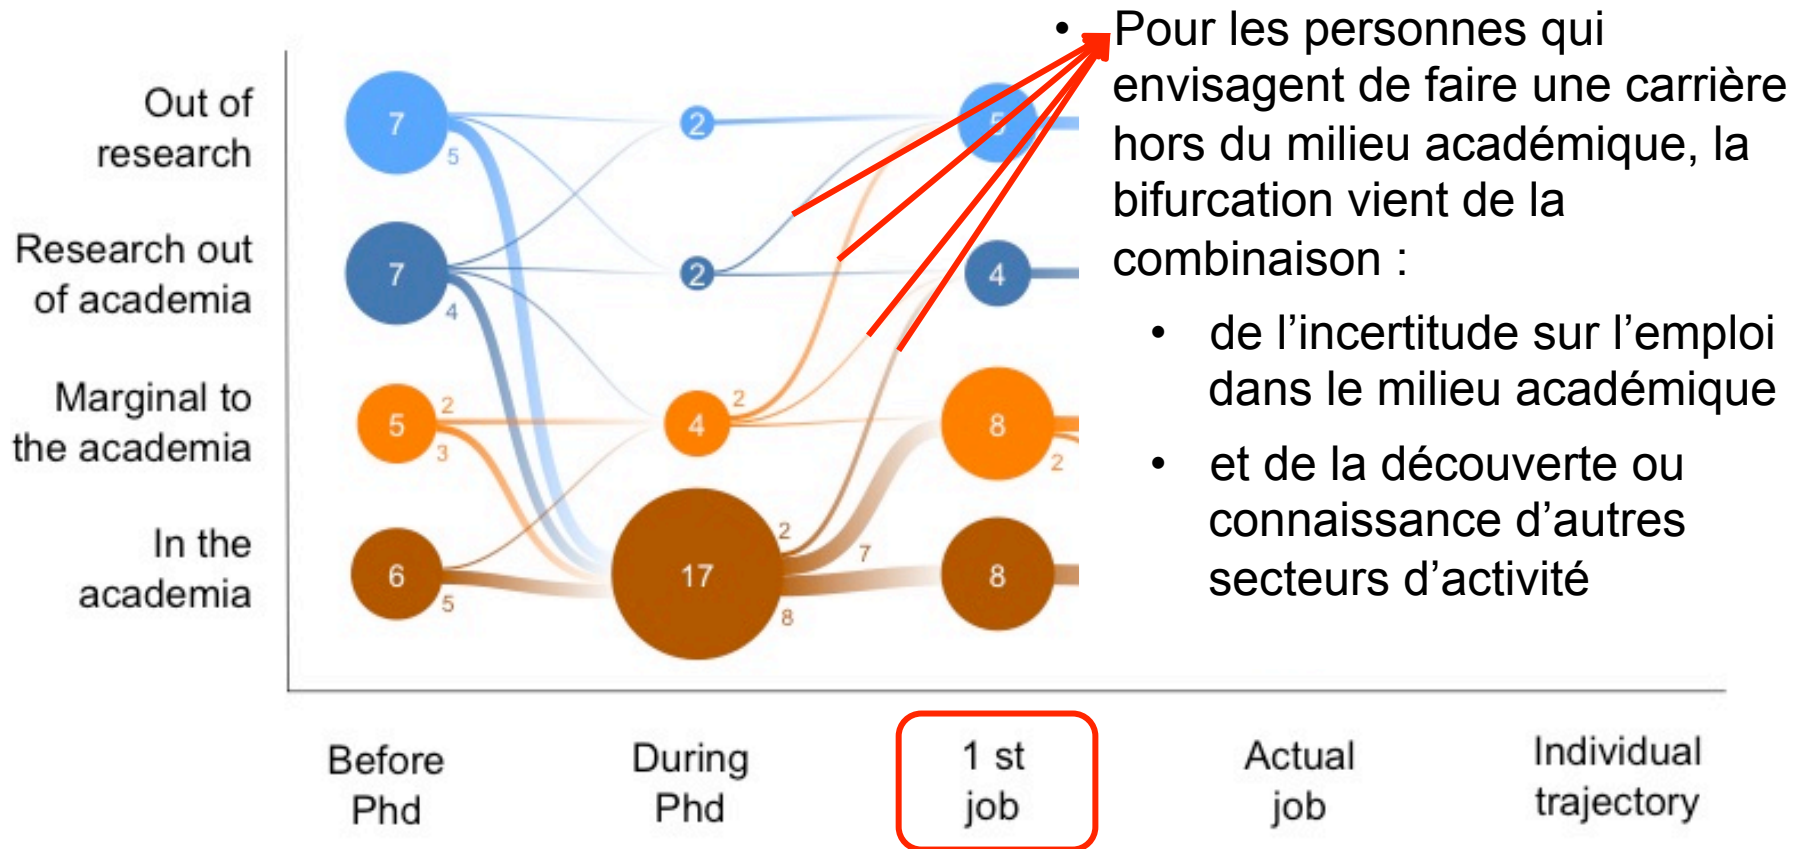 Out of
research
7
5
2
5
Research out
of academia
7
4
2
4
Marginal to
the academia
5
2
3
4
2
8
2
In the
academia
6
5
17
2
7
8
8
Before
Phd
During
Phd
1 st
job
Actual
job
Individual
trajectory
• Pour les personnes qui
envisagent de faire une carrière
hors du milieu académique, la
bifurcation vient de la
combinaison :
• de l’incertitude sur l’emploi
dans le milieu académique
• et de la découverte ou
connaissance d’autres
secteurs d’activité